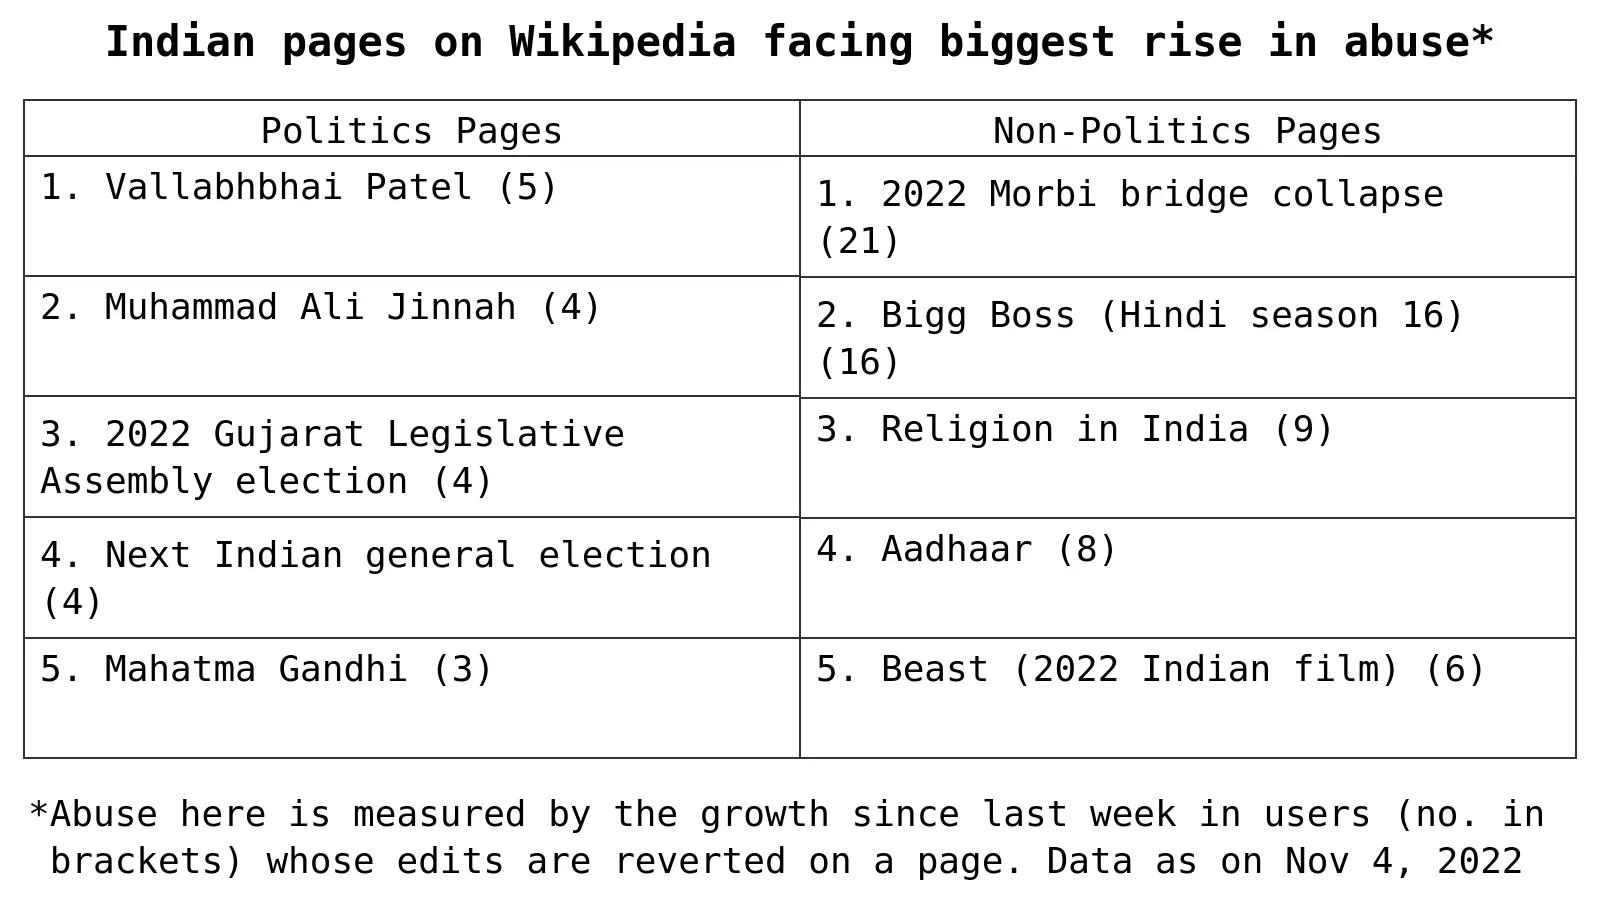 Indian pages on Wikipedia facing biggest rise in abuse*
Politics Pages
Non-Politics Pages
1. Vallabhbhai Patel (5)
1. 2022 Morbi bridge collapse
(21)
2. Muhammad Ali Jinnah (4)
2. Bigg Boss (Hindi season 16)
(16)
3. 2022 Gujarat Legislative
Assembly election (4)
3. Religion in India (9)
4. Next Indian general election
(4)
4. Aadhaar (8)
5. Mahatma Gandhi (3)
5. Beast (2022 Indian film) (6)
*Abuse here is measured by the growth since last week in users (no. in
brackets) whose edits are reverted on a page. Data as on Nov 4, 2022